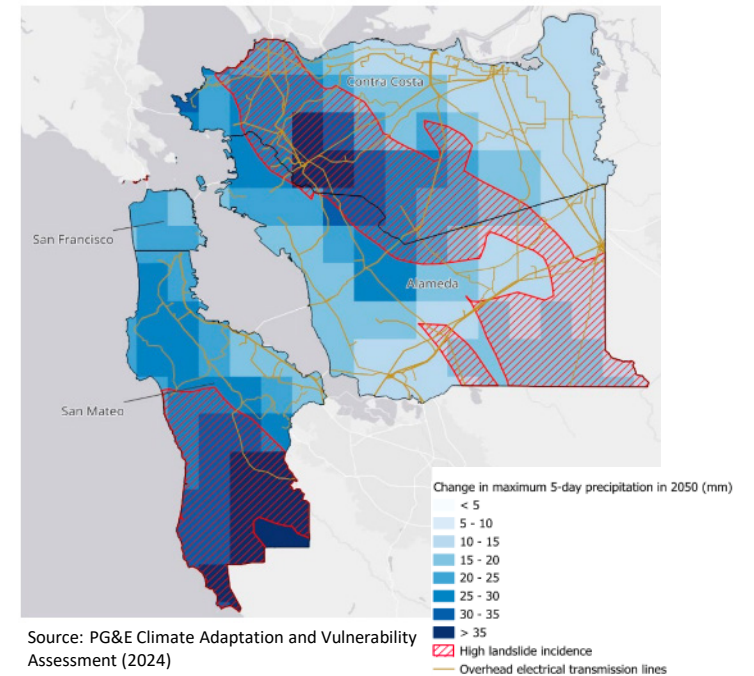 Contra Costa
San Francisco
Alameda
San Mateo
Change in maximum 5-day precipitation in 2050 (mm)
< 5
5 - 10
10 - 15
15 - 20
20 - 25
25 - 30
30 - 35
> 35
High landslide incidence
Overhead electrical transmission lines
Source: PG&E Climate Adaptation and Vulnerability
Assessment (2024)